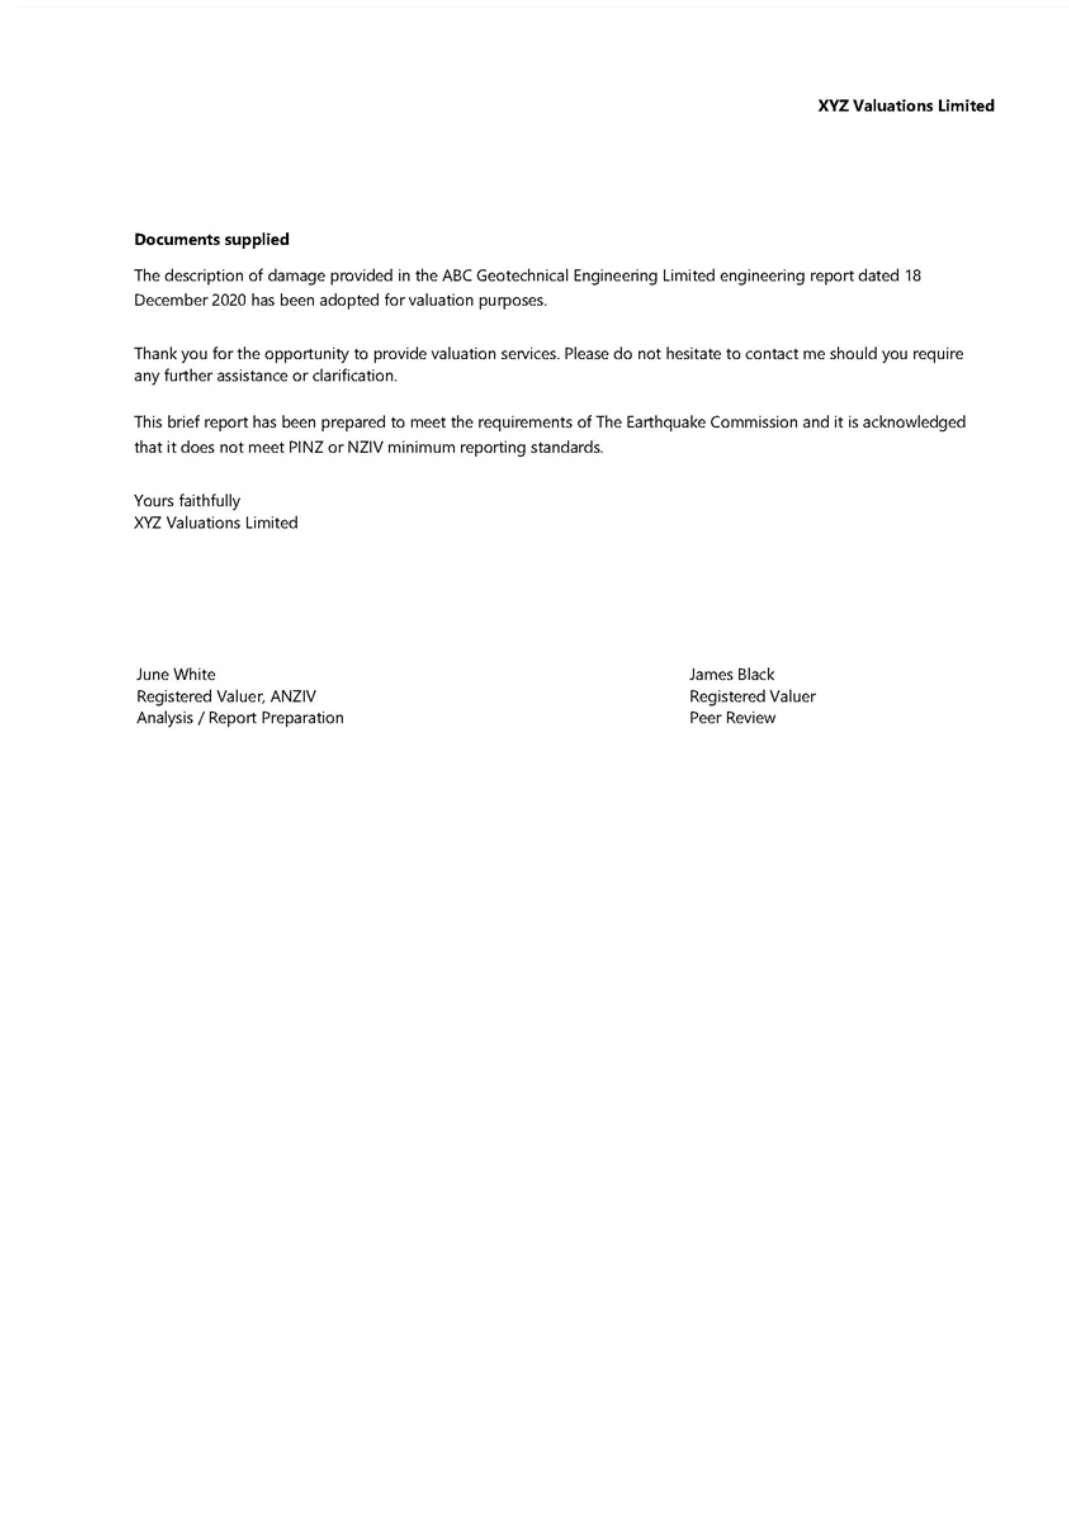 XYZ Valuations Limited
Documents supplied
The description of damage provided in the ABC Geotechnical Engineering Limited engineering report dated 18
December 2020 has been adopted for valuation purposes.
Thank you for the opportunity to provide valuation services. Please do not hesitate to contact me should you require
any further assistance or clarification.
This brief report has been prepared to meet the requirements of The Earthquake Commission and it is acknowledged
that it does not meet PINZ or NZIV minimum reporting standards.
Yours faithfully
XYZ Valuations Limited
June White
Registered Valuer, ANZIV
Analysis / Report Preparation
James Black
Registered Valuer
Peer Review